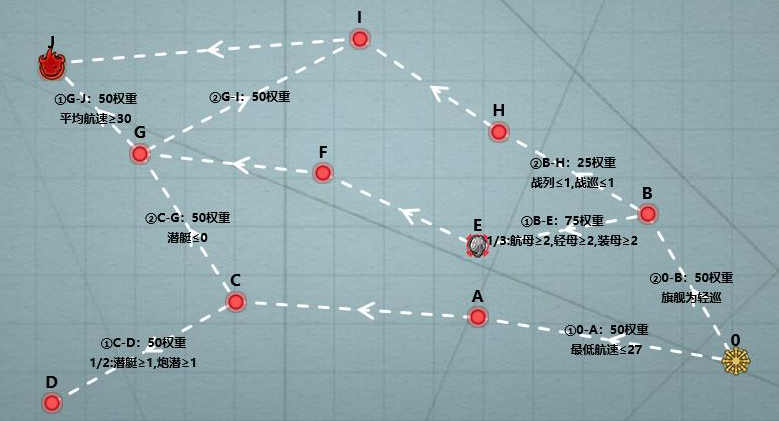 I
J
①G-J：50权重
平均航速≥30
②G-I：50权重
H
G
F
②B-H：25权重
战列≤1,战巡≤1
B
①B-E：75权重
E
1/3:航母≥2,轻母≥2,装母≥2
②C-G：50权重
潜艇≤0
C
②0-B：50权重
旗舰为轻巡
A
①0-A：50权重
最低航速≤27
0
①C-D：50权重
1/2:潜艇≥1,炮潜≥1
D